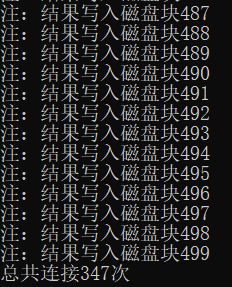 注：结果写入磁盘块487
注：结果写入磁盘块488
注：结果写入磁盘块489
注：结果写入磁盘块490
注：结果写入磁盘块491
注：结果写入磁盘块492
注：结果写入磁盘块493
注：结果写入磁盘块494
注：结果写入磁盘块495
注：结果写入磁盘块496
注：结果写入磁盘块497
注：结果写入磁盘块498
注：结果写入磁盘块499
总共连接347次